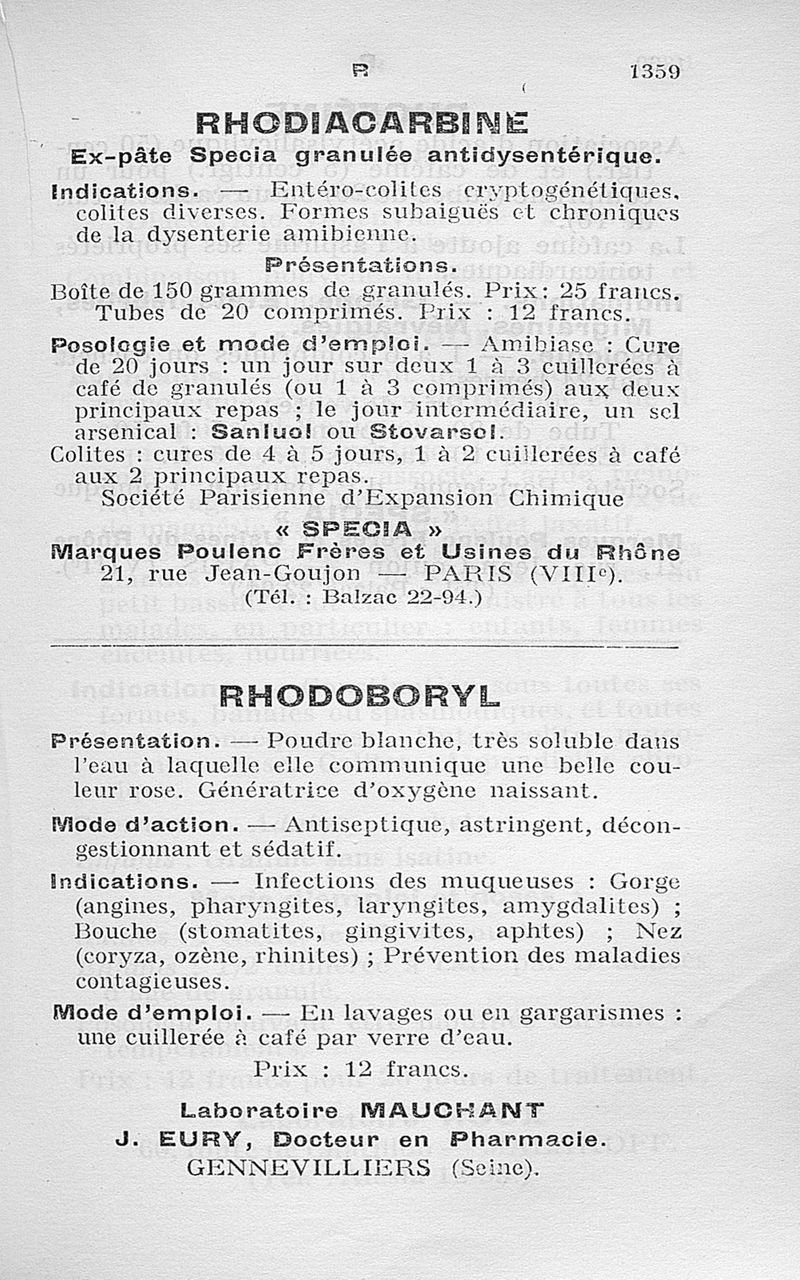 R
1359
RHODIACARBINE
Ex-pâte Specia granulée antidysentérique.
Indications. — Entéro-colites cryptogénétiques,
colites diverses. Formes subaiguës et chroniques
de la dysenterie amibienne.
Présentations.
Boîte de 150 grammes de granulés. Prix : 25 francs.
Tubes de 20 comprimés. Prix : 12 francs.
Posologie et mode d'emploi. — Amibiase : Cure
de 20 jours : un jour sur deux 1 à 3 cuillerées à
café de granulés (ou 1 à 3 comprimés) aux deux
principaux repas ; le jour intermédiaire, un sel
arsenical : Sanluol ou Stovarsol.
Colites : cures de 4 à 5 jours, 1 à 2 cuillerées à café
aux 2 principaux repas.
Société Parisienne d'Expansion Chimique
« SPECIA »
Marques Poulenc Frères et Usines du Rhône
21, rue Jean-Goujon — PARIS (VIIIe).
(Tél. : Balzac 22-94.)
RHODOBORYL
Présentation. — Poudre blanche, très soluble dans
l'eau à laquelle elle communique une belle cou-
leur rose. Génératrice d'oxygène naissant.
Mode d'action. — Antiseptique, astringent, décon-
gestionnant et sédatif.
Indications. — Infections des muqueuses : Gorge
(angines, pharyngites, laryngites, amygdalites) ;
Bouche (stomatites, gingivites, aphtes) ; Nez
(coryza, ozène, rhinites) ; Prévention des maladies
contagieuses.
Mode d'emploi. — En lavages ou en gargarismes :
une cuillerée à café par verre d'eau.
Prix : 12 francs.
Laboratoire MAUCHANT
J. EURY, Docteur en Pharmacie.
GENNEVILLIERS (Seine).